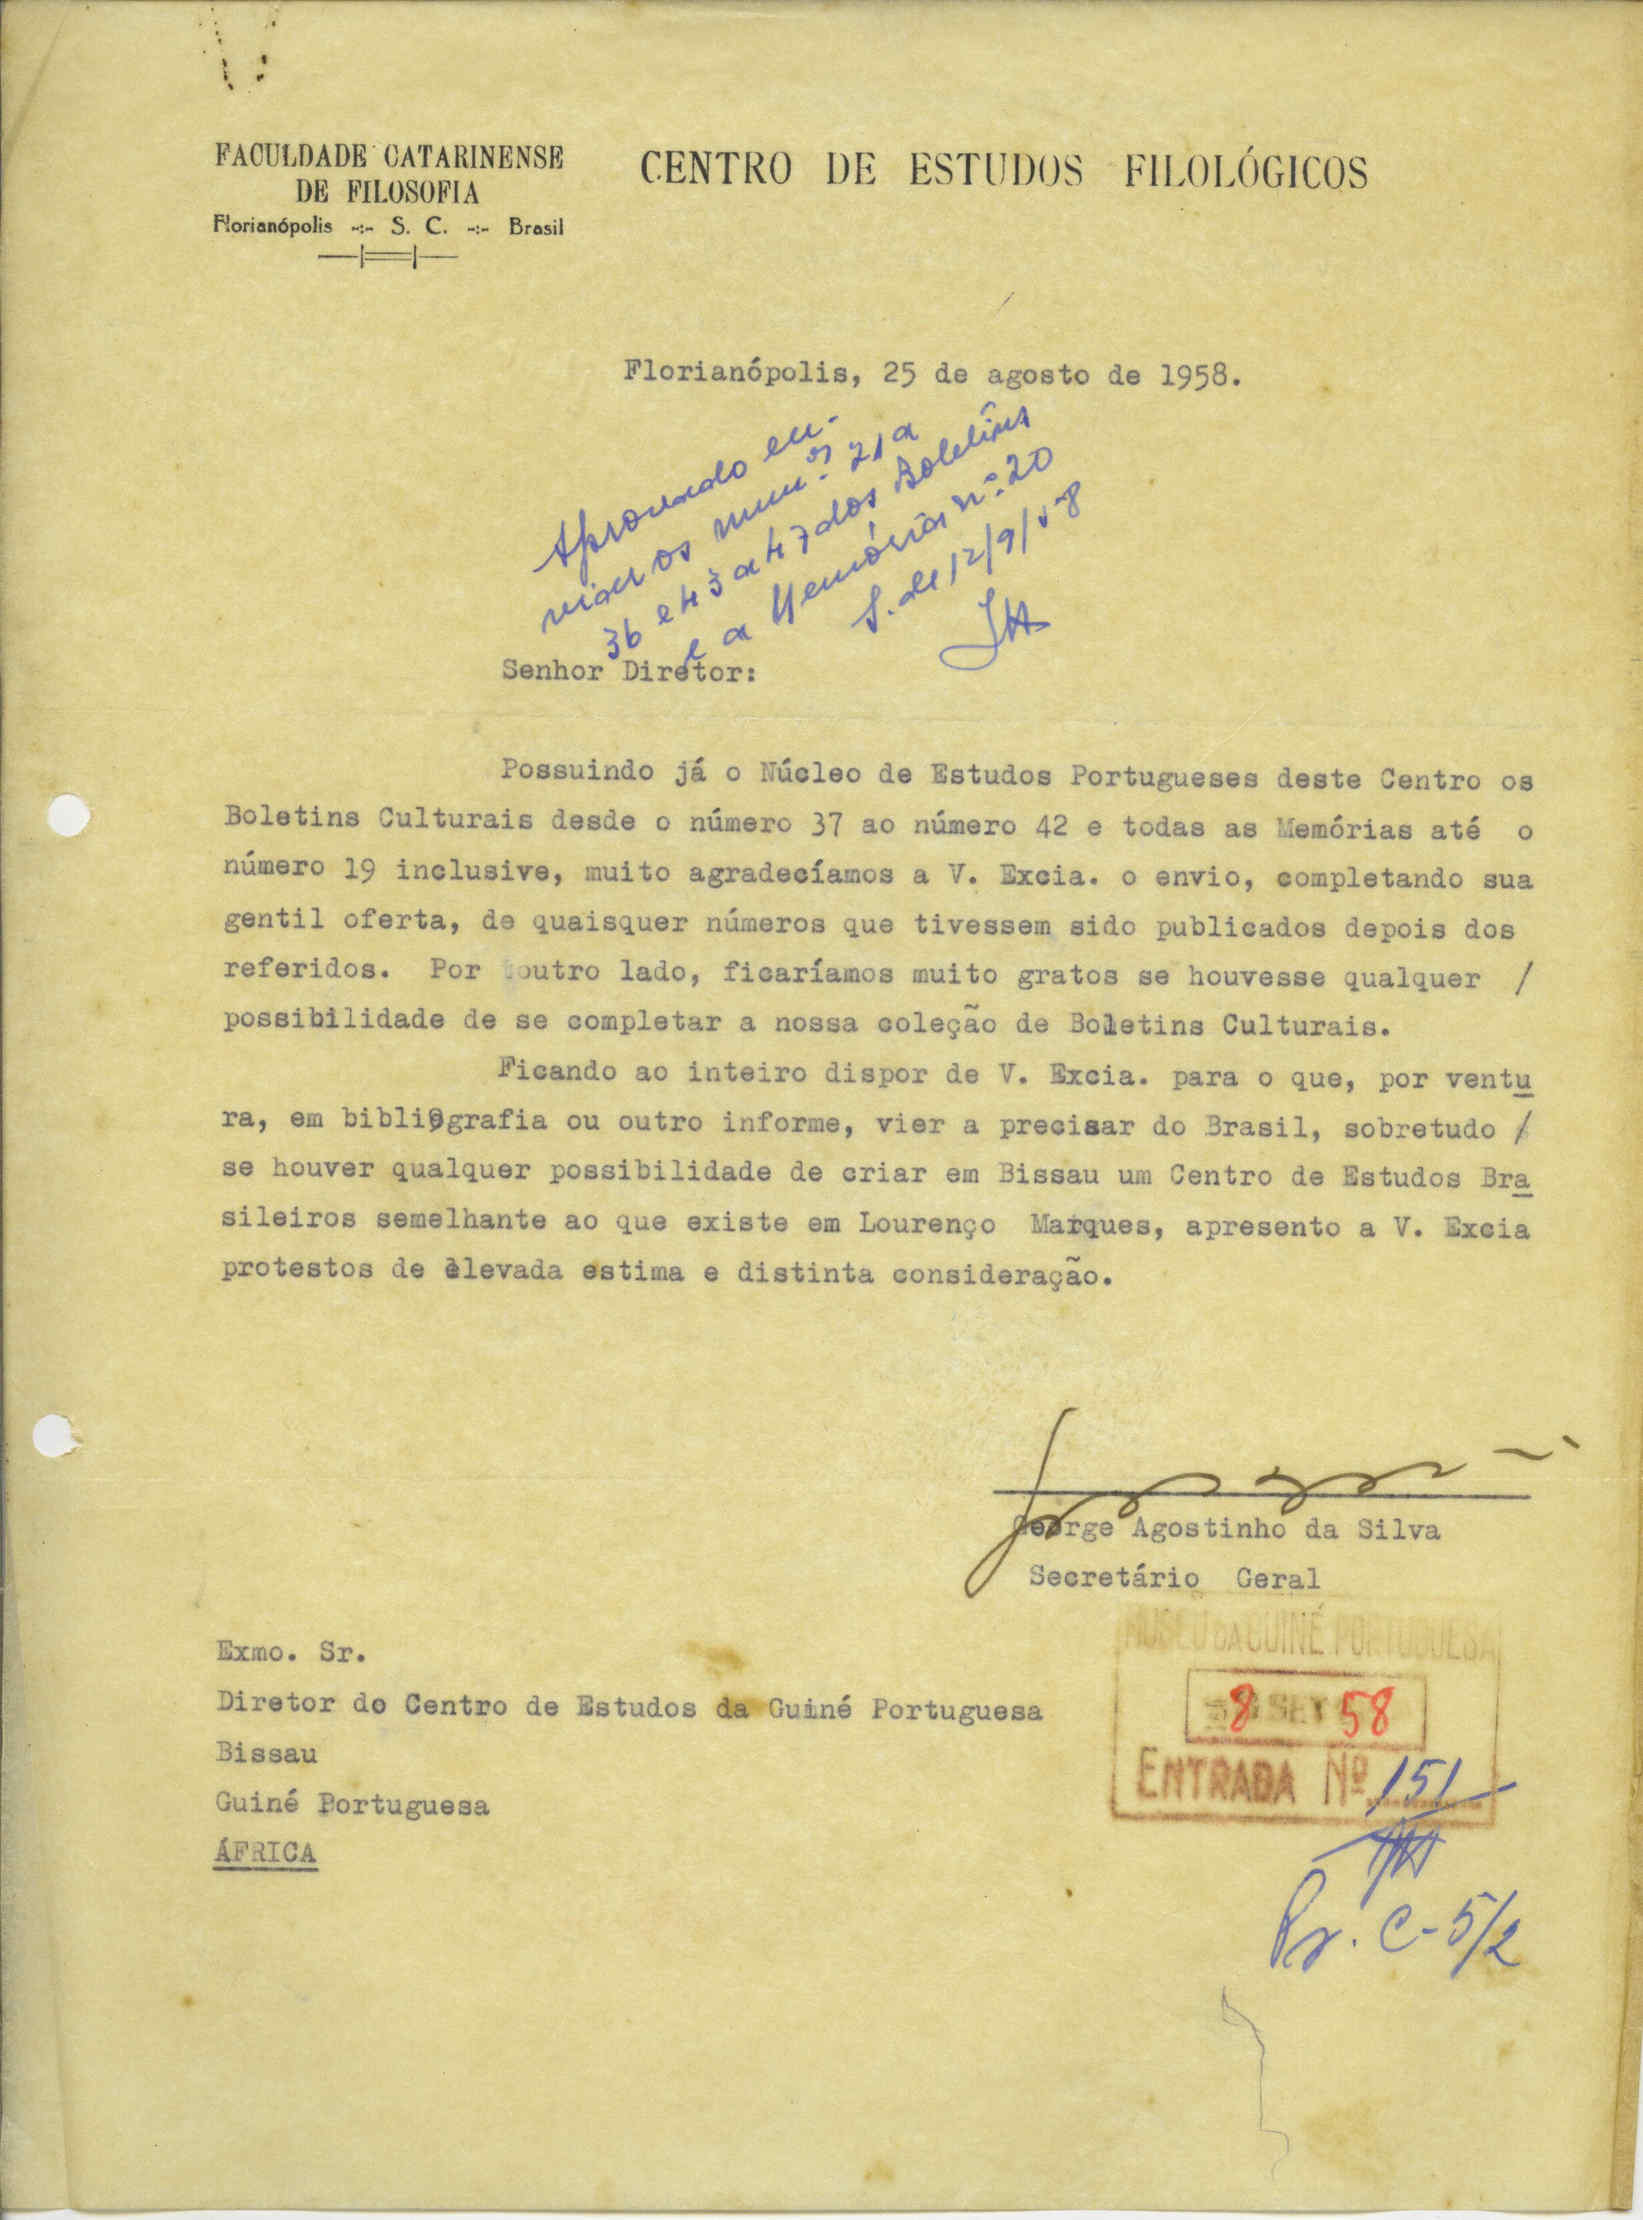 FACULDADE CATARINENSE
DE FILOSOFIA
Florianópolis -:- S. C. -:- Brasil
CENTRO DE ESTUDOS FILOLÓGICOS
Florianópolis, 25 de agosto de 1958.
Aprovado en-
viar os num.os 21 a
36 e 43 a 47 dos Boletins
e a Memória nº. 20
S. de 12/9/58
Senhor Diretor:
Possuindo já o Núcleo de Estudos Portugueses deste Centro os
Boletins Culturais desde o número 37 ao número 42 e todas as Memórias até o
número 19 inclusive, muito agradecíamos a V. Excia. o envio, completando sua
gentil oferta, de quaisquer números que tivessem sido publicados depois dos
referidos. Por outro lado, ficaríamos muito gratos se houvesse qualquer /
possibilidade de se completar a nossa coleção de Boletins Culturais.
Ficando ao inteiro dispor de V. Excia. para o que, por ventu
ra, em bibliografia ou outro informe, vier a precisar do Brasil, sobretudo /
se houver qualquer possibilidade de criar em Bissau um Centro de Estudos Bra
sileiros semelhante ao que existe em Lourenço Marques, apresento a V. Excia
protestos de elevada estima e distinta consideração.
George Agostinho da Silva
Secretário Geral
Exmo. Sr.
Diretor do Centro de Estudos da Guiné Portuguesa
Bissau
Guiné Portuguesa
ÁFRICA
MUSEU DA GUINÉ PORTUGUESA
8 SET 58
ENTRADA Nº 151
Pr. C-5/2